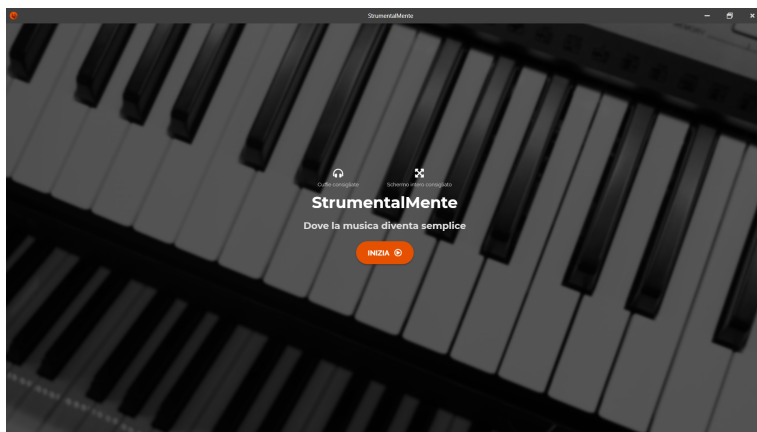 StrumentalMente
Cuffie consigliate
Schermo intero consigliato
StrumentalMente
Dove la musica diventa semplice
INIZIA